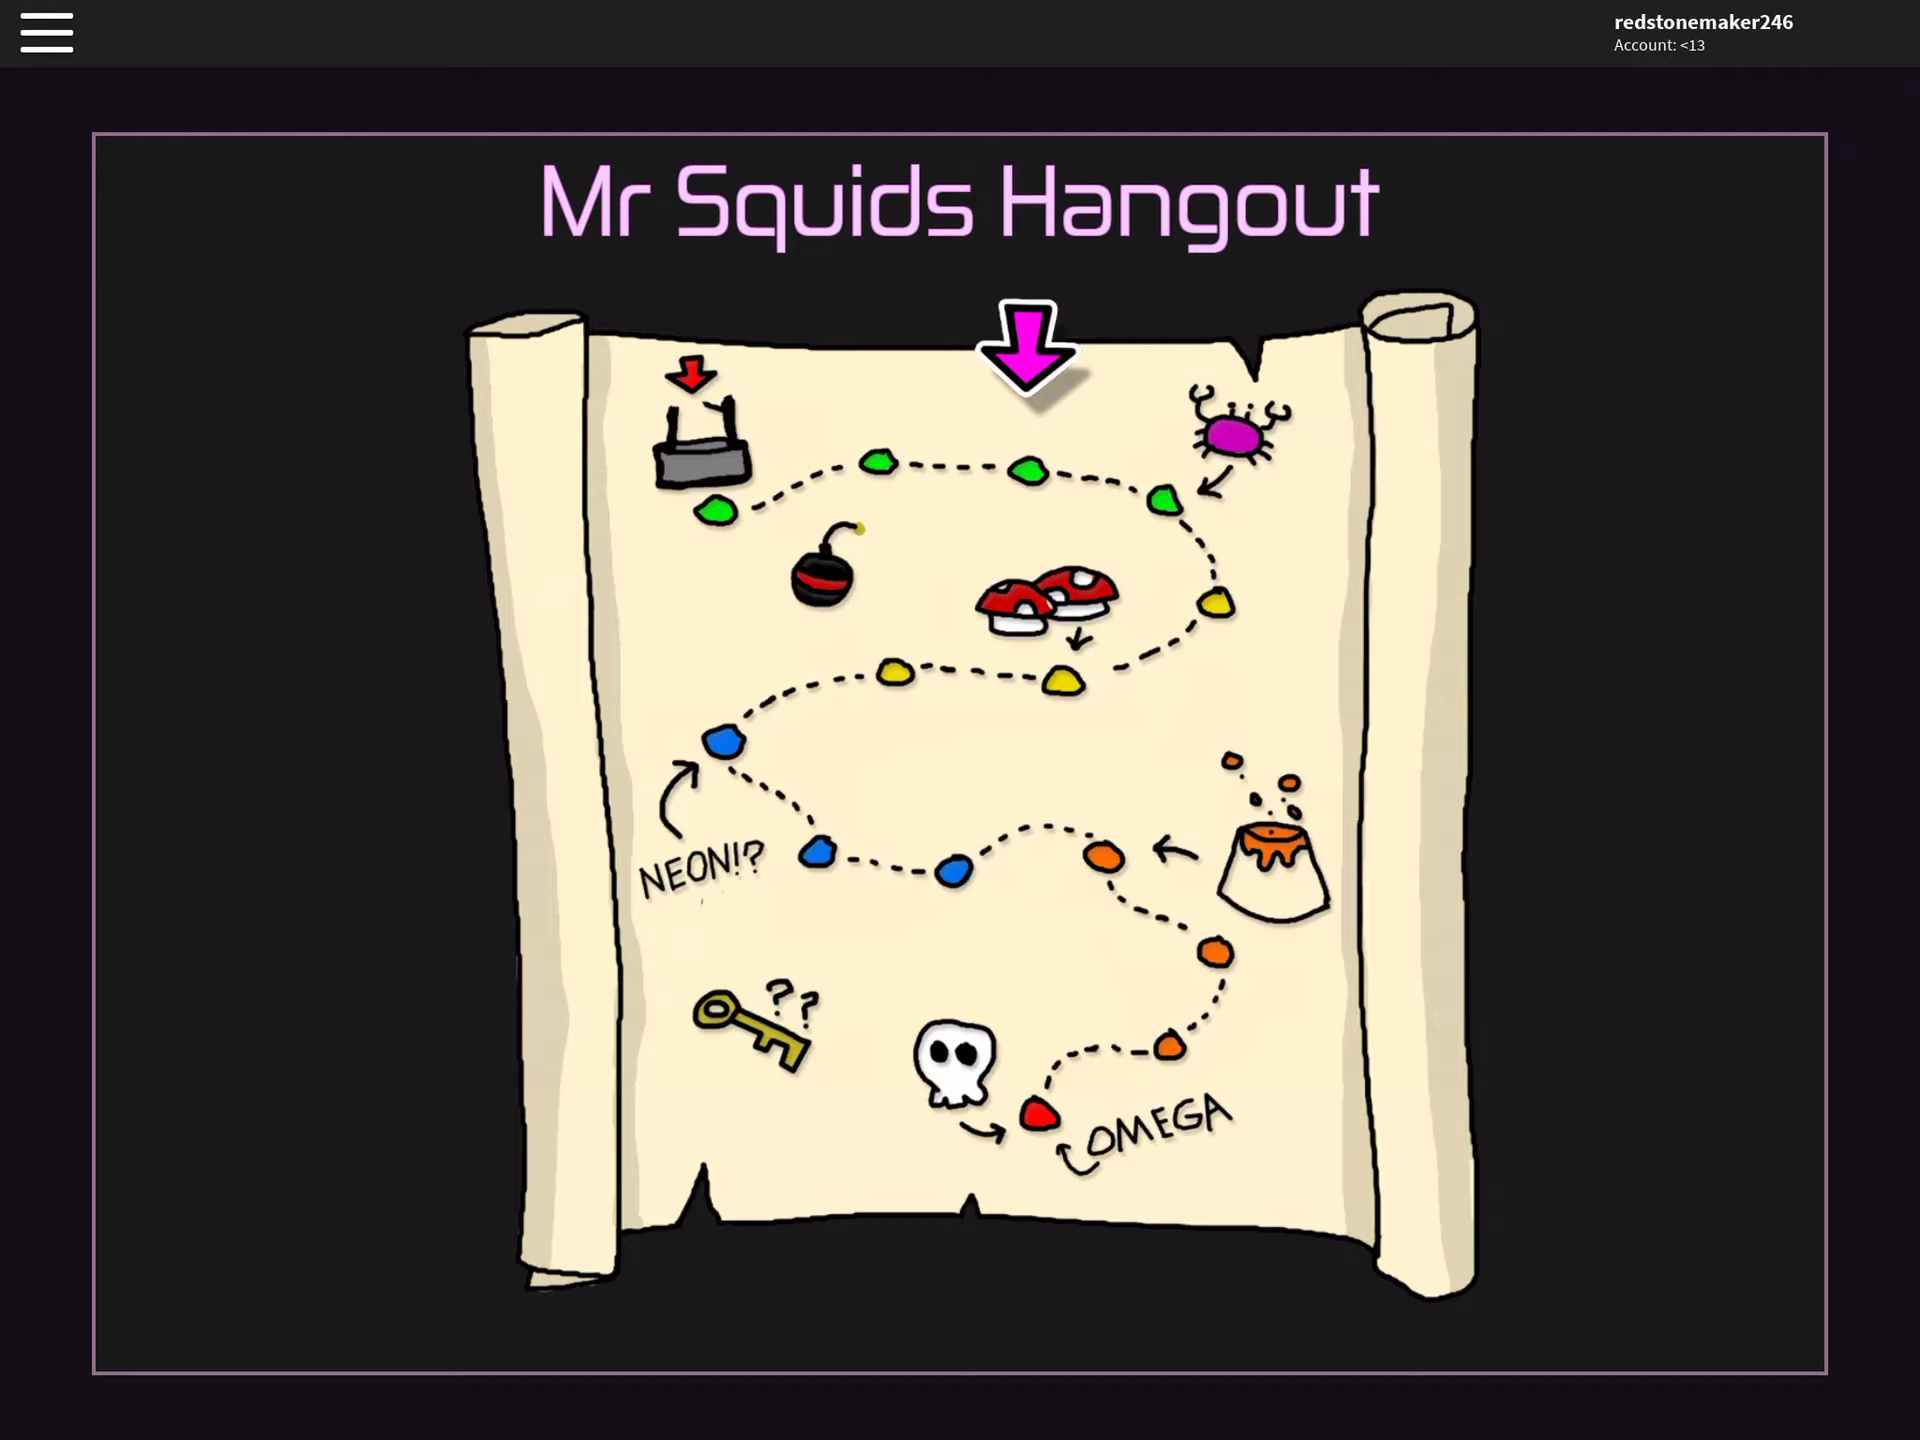 redstonemaker246
Account: <13
Mr Squids Hangout
NEON!?
??
OMEGA